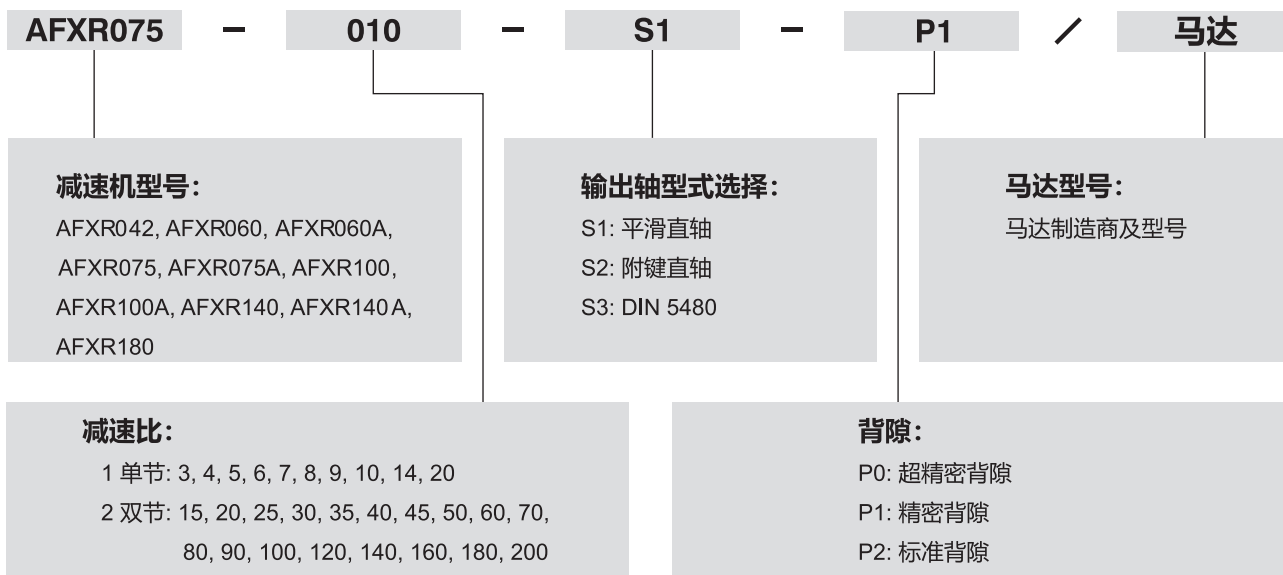 AFXR075 - 010 - S1 - P1 / 马达
减速机型号：
AFXR042, AFXR060, AFXR060A,
AFXR075, AFXR075A, AFXR100,
AFXR100A, AFXR140, AFXR140A,
AFXR180
输出轴型式选择：
S1: 平滑直轴
S2: 附键直轴
S3: DIN 5480
马达型号：
马达制造商及型号
减速比：
1 单节: 3, 4, 5, 6, 7, 8, 9, 10, 14, 20
2 双节: 15, 20, 25, 30, 35, 40, 45, 50, 60, 70,
80, 90, 100, 120, 140, 160, 180, 200
背隙：
P0: 超精密背隙
P1: 精密背隙
P2: 标准背隙